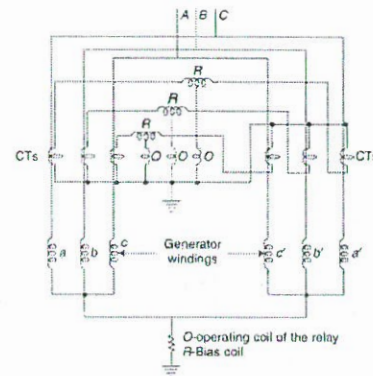 A B C
R
R
R
CTs O O O CTs
a b c Generator windings c' b' a'
O-operating coil of the relay
R-Bias coil